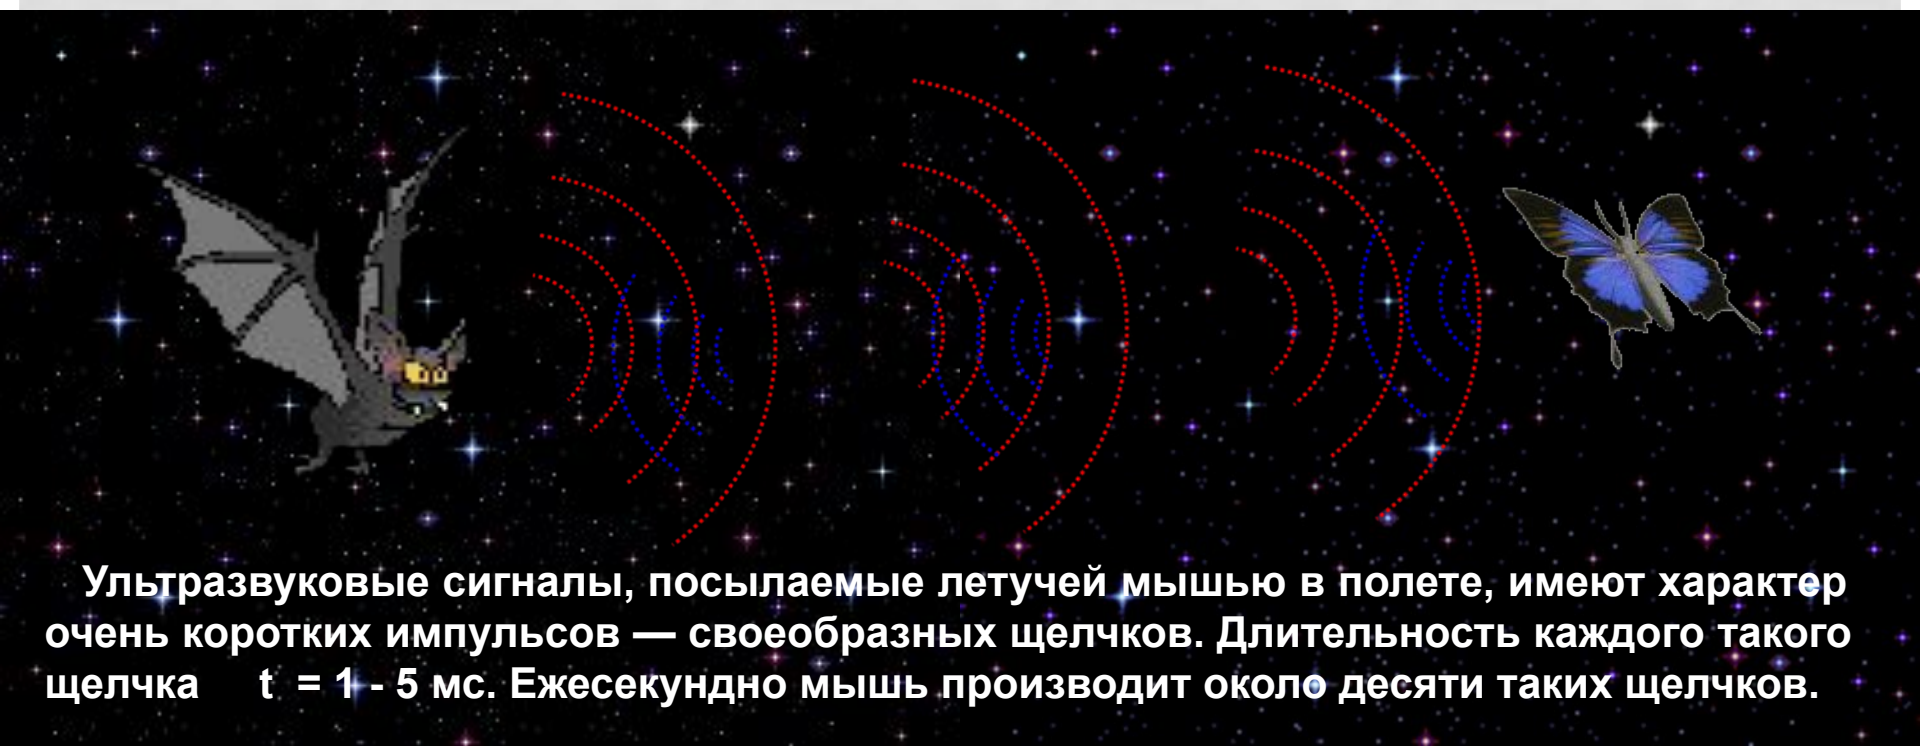 Ультразвуковые сигналы, посылаемые летучей мышью в полете, имеют характер
очень коротких импульсов — своеобразных щелчков. Длительность каждого такого
щелчка t = 1 - 5 мс. Ежесекундно мышь производит около десяти таких щелчков.